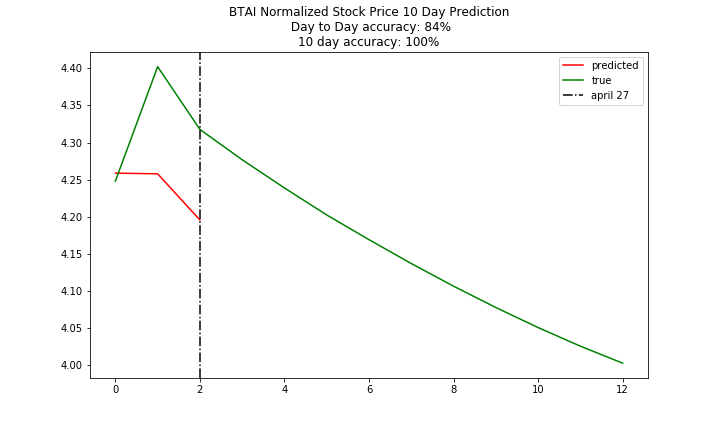 BTAI Normalized Stock Price 10 Day Prediction
Day to Day accuracy: 84%
10 day accuracy: 100%
predicted
true
april 27
4.40
4.35
4.30
4.25
4.20
4.15
4.10
4.05
4.00
0 2 4 6 8 10 12